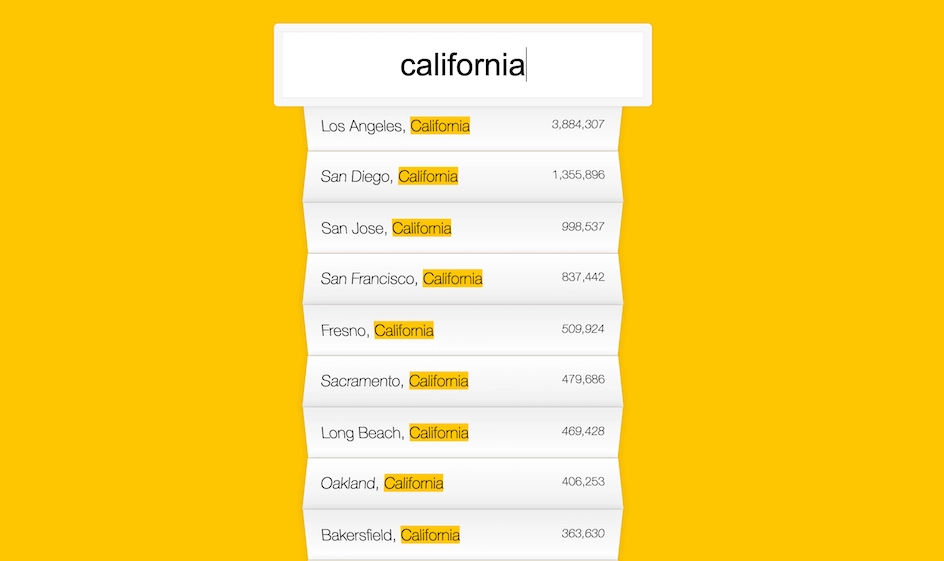 california
Los Angeles, California 3,884,307
San Diego, California 1,355,896
San Jose, California 998,537
San Francisco, California 837,442
Fresno, California 509,924
Sacramento, California 479,686
Long Beach, California 469,428
Oakland, California 406,253
Bakersfield, California 363,630